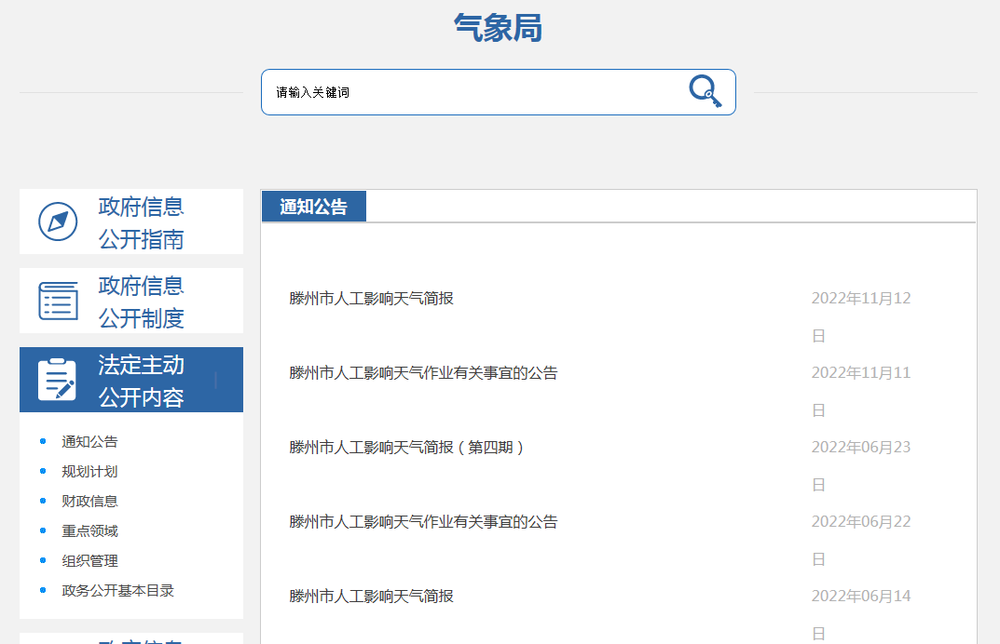 气象局
请输入关键词
政府信息
公开指南
政府信息
公开制度
法定主动
公开内容
通知公告
规划计划
财政信息
重点领域
组织管理
政务公开基本目录
政府信息
通知公告
滕州市人工影响天气简报
2022年11月12
日
滕州市人工影响天气作业有关事宜的公告
2022年11月11
日
滕州市人工影响天气简报（第四期）
2022年06月23
日
滕州市人工影响天气作业有关事宜的公告
2022年06月22
日
滕州市人工影响天气简报
2022年06月14
日